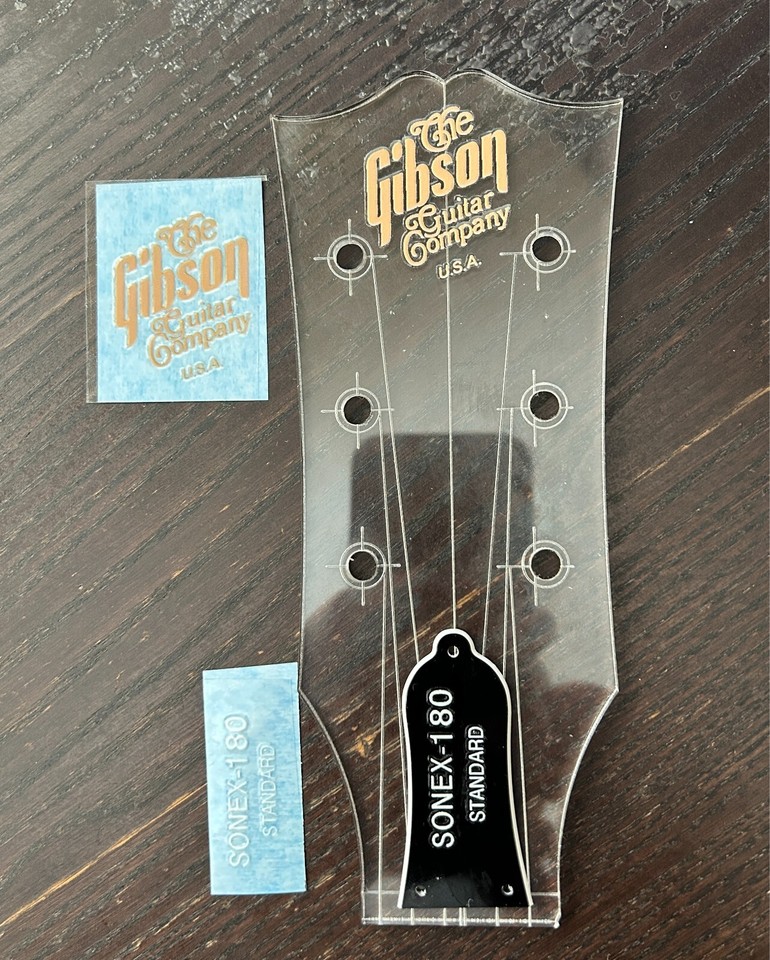 The
Gibson
Guitar
Company
U.S.A.
The
Gibson
Guitar
Company
U.S.A.
SONEX-180
STANDARD
SONEX-180
STANDARD